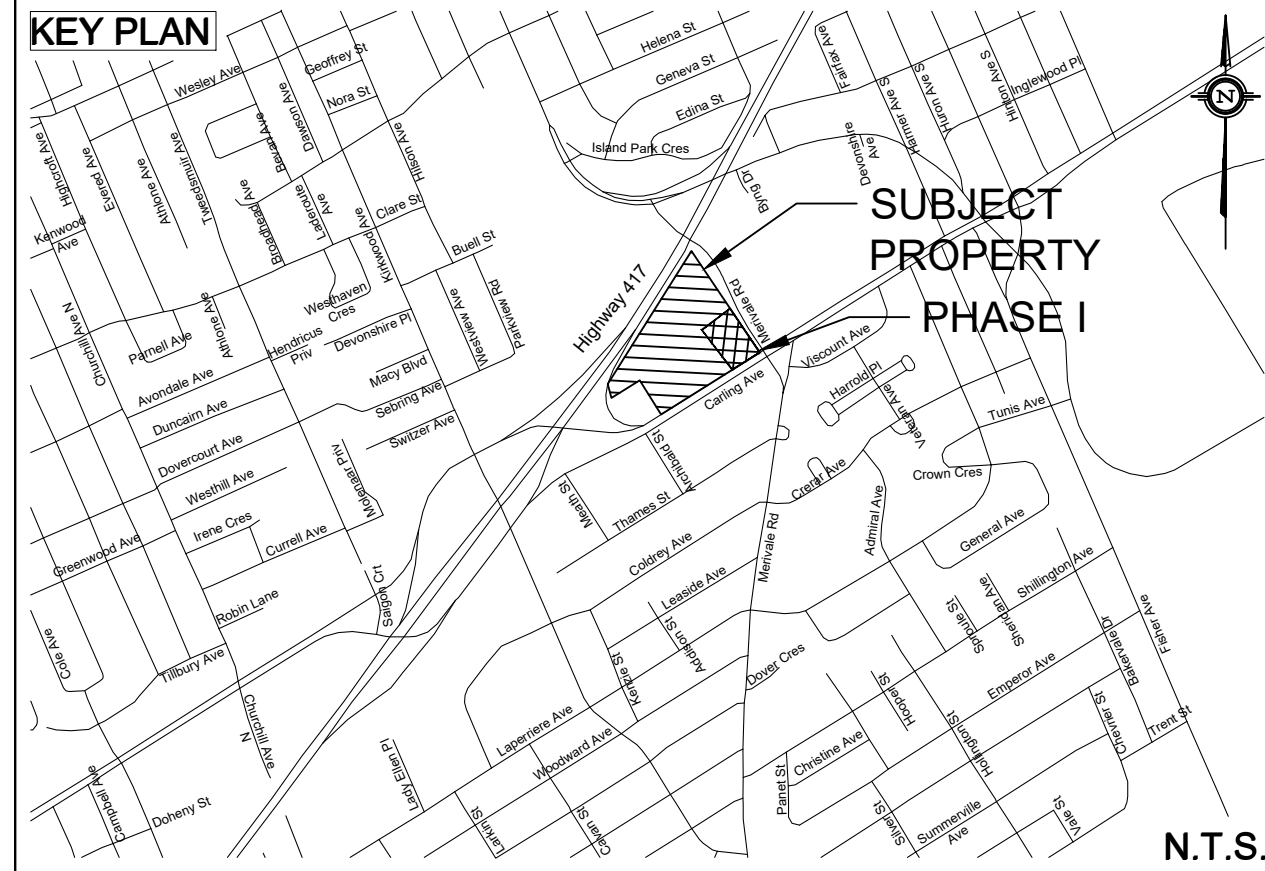 KEY PLAN
Helena St
Geneva St
Edina St
Island Park Cres
Fairfax Ave
Harmer Ave S
Huron Ave S
Hinton Ave S
Inglewood Pl
Devonshire
Ave
N
Geoffrey St
Wesley Ave
Nora St
Dawson Ave
Bevan Ave
Hilson Ave
Highcroft Ave
Evered Ave
Athlone Ave
Tweedsmuir Ave
Broadhead Ave
Laderoute
Ave
Clare St
Kirkwood Ave
Buell St
Kenwood
Ave
Byng Dr
SUBJECT
PROPERTY
PHASE I
Merivale Rd
Highway 417
Westhaven
Cres
Hendricus
Priv
Devonshire Pl
Macy Blvd
Sebring Ave
Switzer Ave
Westview Ave
Parkview Rd
Churchill Ave N
Parnell Ave
Athlone Ave
Avondale Ave
Duncairn Ave
Dovercourt Ave
Westhill Ave
Irene Cres
Currell Ave
Molenaar Priv
Greenwood Ave
Robin Lane
Cole Ave
Tillbury Ave
Saigon Crt
Churchill Ave
N
Campbell Ave
Doheny St
Carling Ave
Viscount Ave
Harrold Pl
Veteran Ave
Tunis Ave
Crown Cres
Archibald St
Meath St
Thames St
Crerar Ave
Admiral Ave
General Ave
Coldrey Ave
Merivale Rd
Leaside Ave
Addison St
Kenzie St
Dover Cres
Shillington Ave
Sheridan Ave
Sproule St
Fisher Ave
Bakervale Dr
Emperor Ave
Hooper St
Hollington St
Chevrier St
Trent St
Laperriere Ave
Woodward Ave
Lady Ellen Pl
Larkin St
Cavan St
Panet St
Christine Ave
Silver St
Summerville
Ave
Vale St
N.T.S.